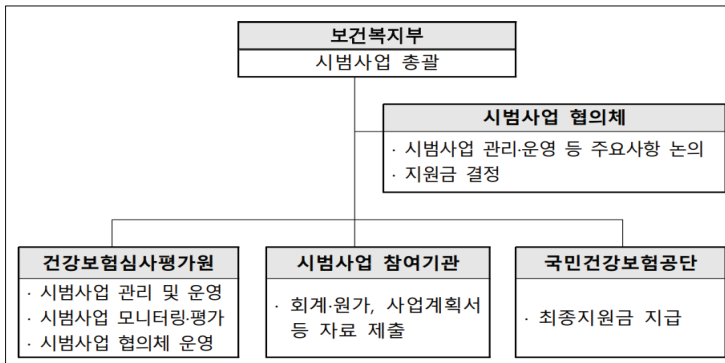 보건복지부
시범사업 총괄
시범사업 협의체
· 시범사업 관리·운영 등 주요사항 논의
· 지원금 결정
건강보험심사평가원
· 시범사업 관리 및 운영
· 시범사업 모니터링·평가
· 시범사업 협의체 운영
시범사업 참여기관
· 회계·원가, 사업계획서
등 자료 제출
국민건강보험공단
· 최종지원금 지급